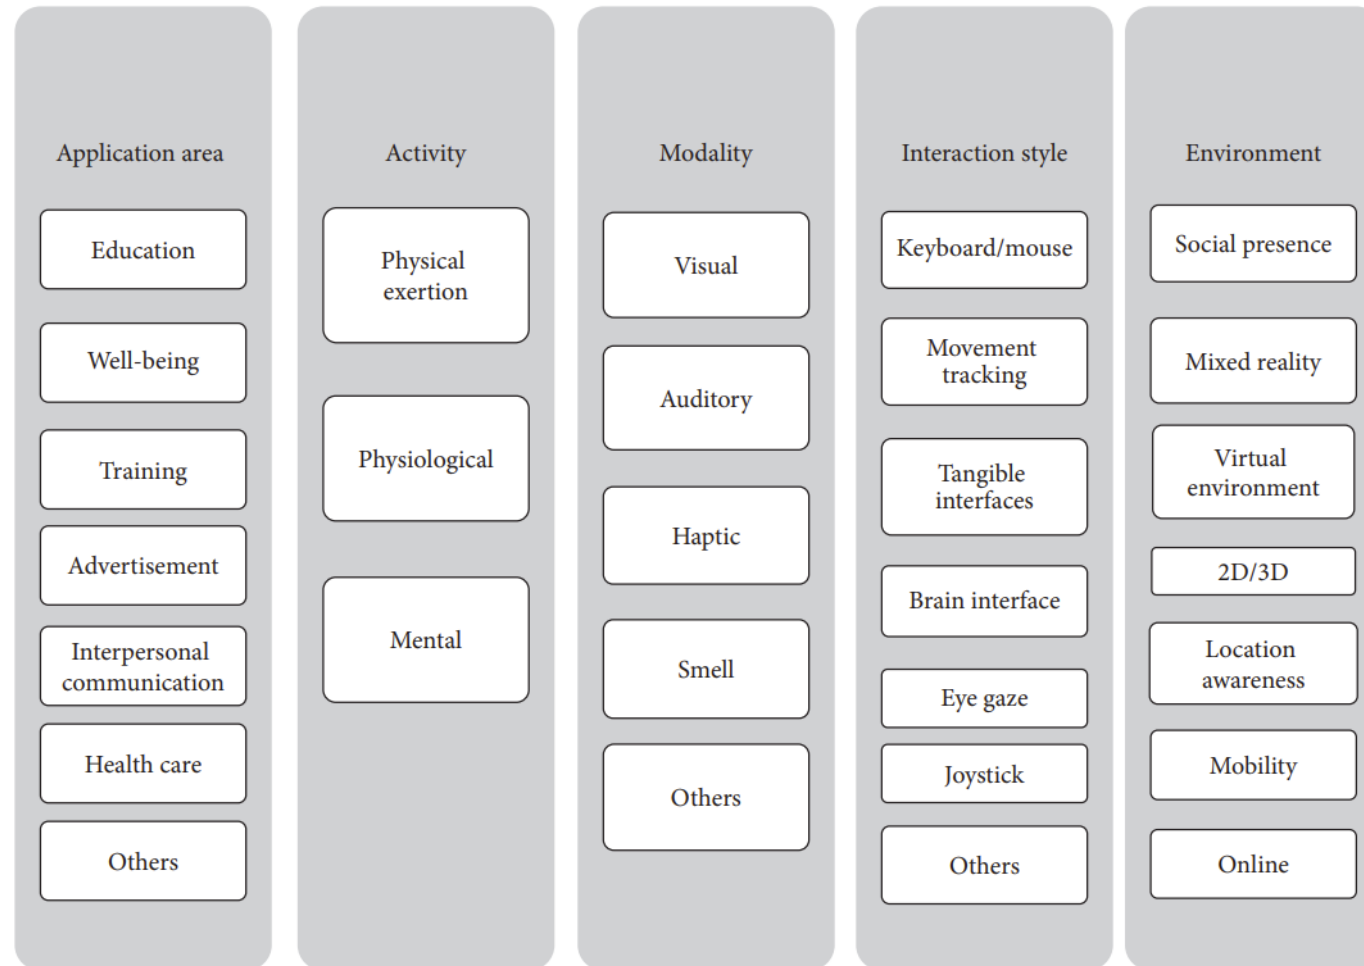 Application area
Education
Well-being
Training
Advertisement
Interpersonal
communication
Health care
Others
Activity
Physical
exertion
Physiological
Mental
Modality
Visual
Auditory
Haptic
Smell
Others
Interaction style
Keyboard/mouse
Movement
tracking
Tangible
interfaces
Brain interface
Eye gaze
Joystick
Others
Environment
Social presence
Mixed reality
Virtual
environment
2D/3D
Location
awareness
Mobility
Online